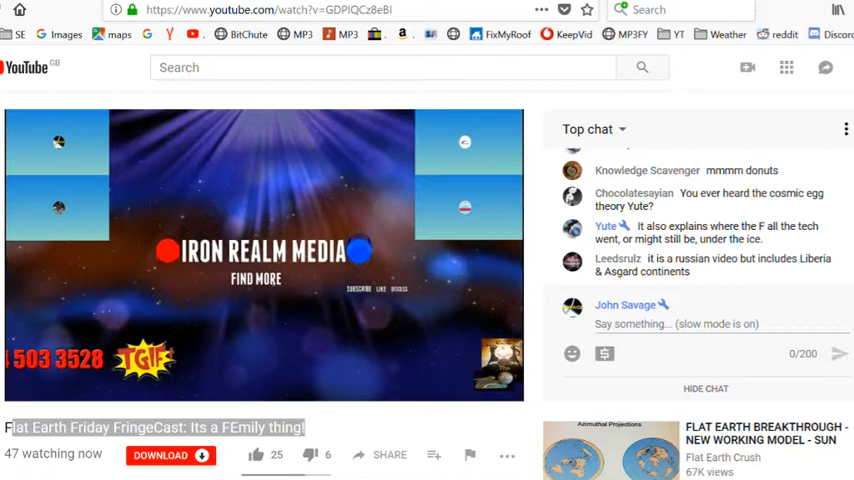 https://www.youtube.com/watch?v=GDPIQCz8eBI
Search
SE Images maps BitChute MP3 MP3 FixMyRoof KeepVid MP3FY YT Weather reddit Discord
YouTube GB
Search
Top chat
Knowledge Scavenger mmmm donuts
Chocolatesayian You ever heard the cosmic egg
theory Yute?
Yute It also explains where the F all the tech
went, or might still be, under the ice.
Leedsrulz it is a russian video but includes Liberia
& Asgard continents
John Savage
Say something... (slow mode is on)
0/200
HIDE CHAT
IRON REALM MEDIA
FIND MORE
SUBSCRIBE LIKE DISCUSS
503 3528
TGIF
The
Flat Earth Friday FringeCast: Its a FEmily thing!
47 watching now
DOWNLOAD
25
6
SHARE
Azimuthal Projections
FLAT EARTH BREAKTHROUGH -
NEW WORKING MODEL - SUN
Flat Earth Crush
67K views